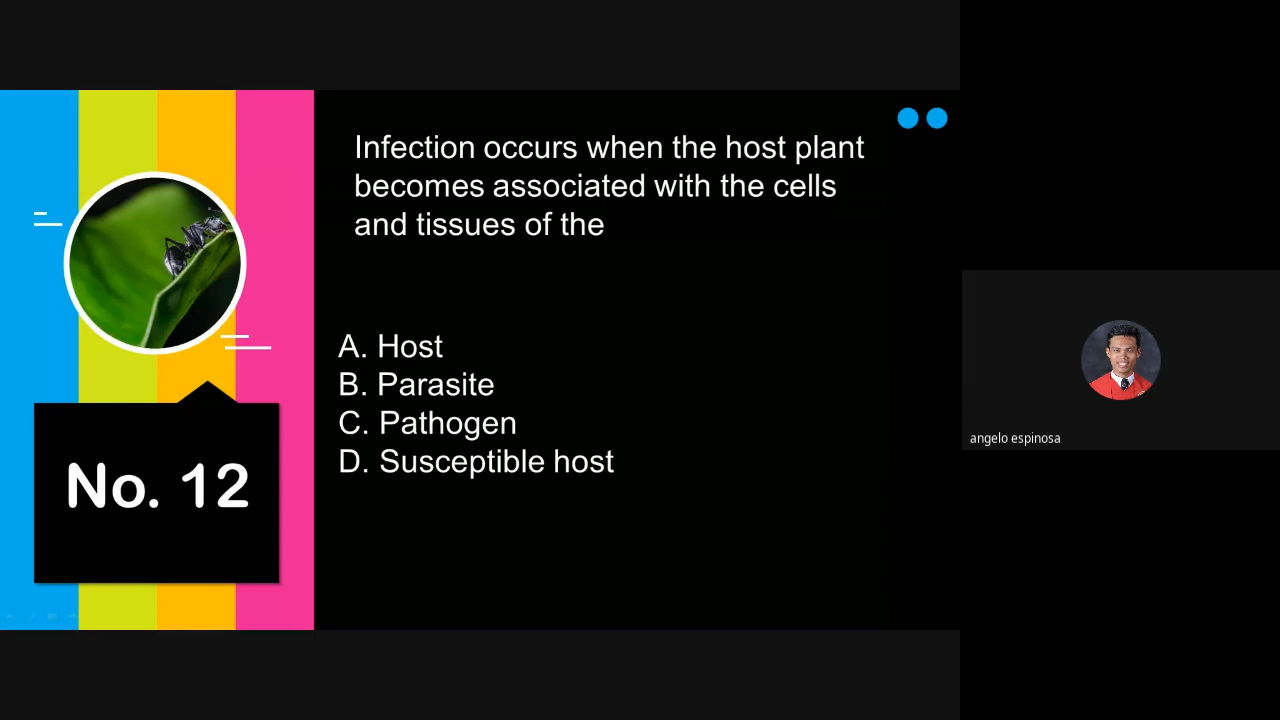 Infection occurs when the host plant
becomes associated with the cells
and tissues of the
A. Host
B. Parasite
C. Pathogen
D. Susceptible host
No. 12
angelo espinosa